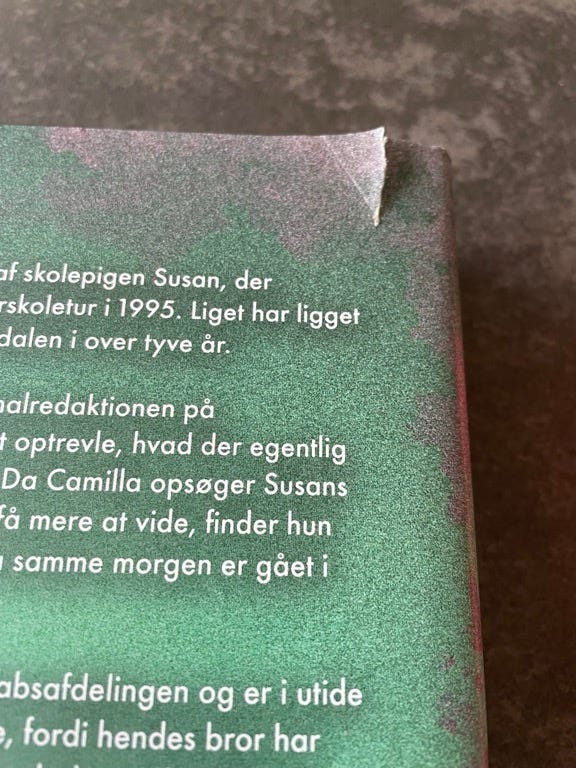 af skolepigen Susan, der
rskoletur i 1995. Liget har ligget
dalen i over tyve år.
nalredaktionen på
t optrevle, hvad der egentlig
Da Camilla opsøger Susans
få mere at vide, finder hun
samme morgen er gået i
absafdelingen og er i utide
e, fordi hendes bror har